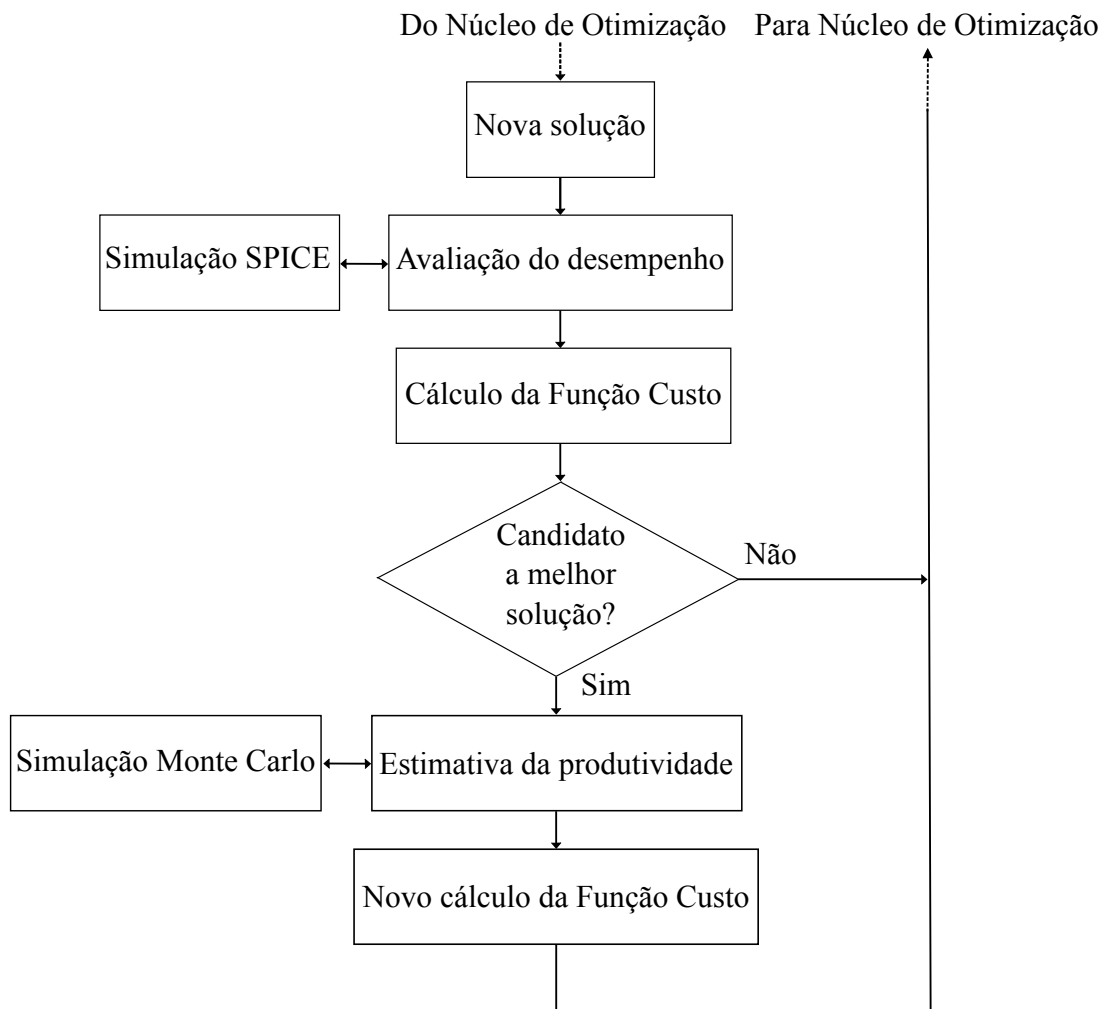 Do Núcleo de Otimização
Para Núcleo de Otimização
Nova solução
Simulação SPICE
Avaliação do desempenho
Cálculo da Função Custo
Candidato
a melhor
solução?
Não
Sim
Simulação Monte Carlo
Estimativa da produtividade
Novo cálculo da Função Custo